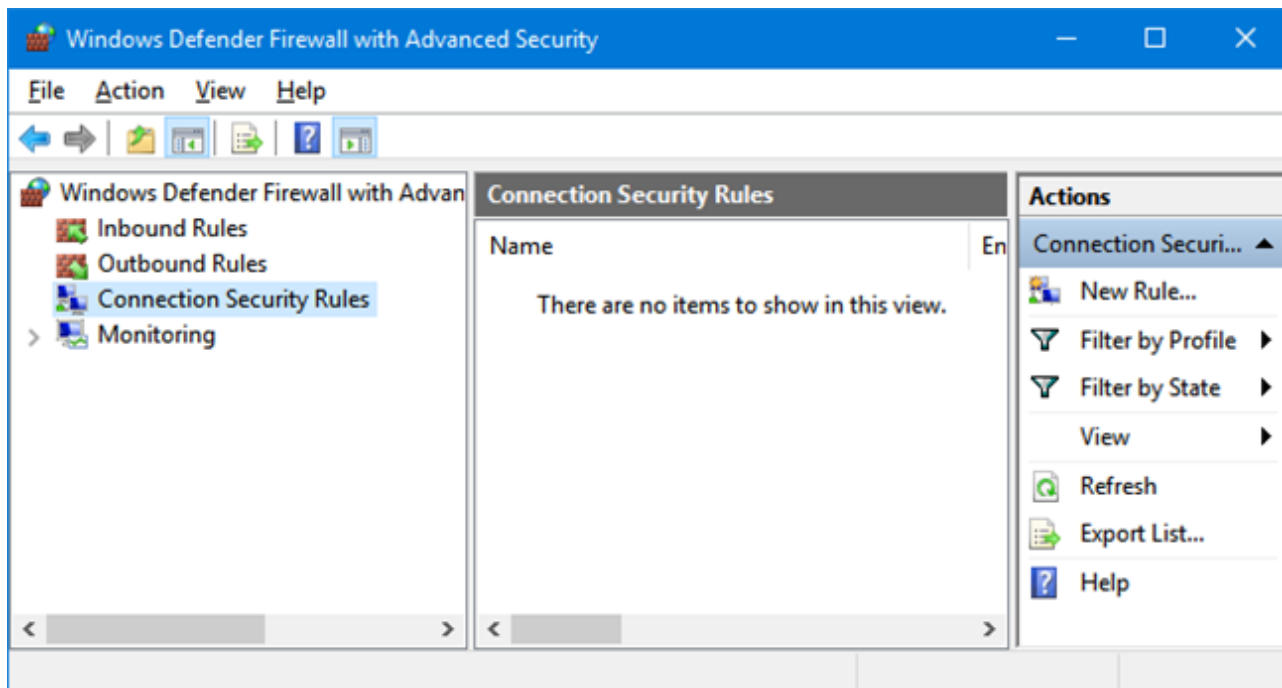 Windows Defender Firewall with Advanced Security
File Action View Help
Windows Defender Firewall with Advan
Inbound Rules
Outbound Rules
Connection Security Rules
Monitoring
Connection Security Rules
Name En
There are no items to show in this view.
Actions
Connection Securi...
New Rule...
Filter by Profile
Filter by State
View
Refresh
Export List...
Help